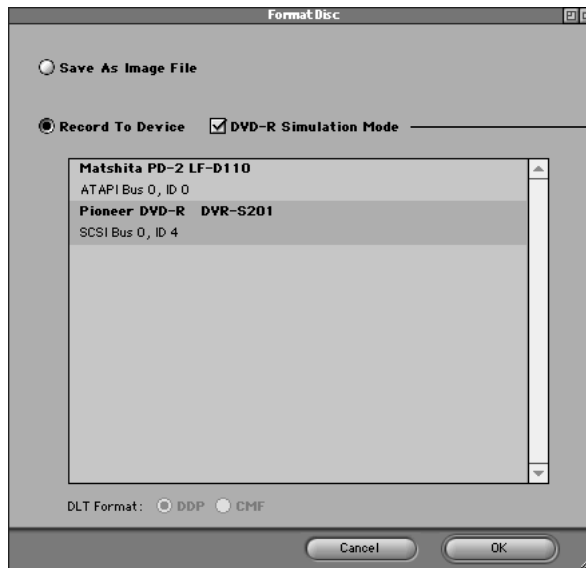 Format Disc
Save As Image File
Record To Device DVD-R Simulation Mode
Matshita PD-2 LF-D110
ATAPI Bus 0, ID 0
Pioneer DVD-R DVR-S201
SCSI Bus 0, ID 4
DLT Format: DDP CMF
Cancel OK